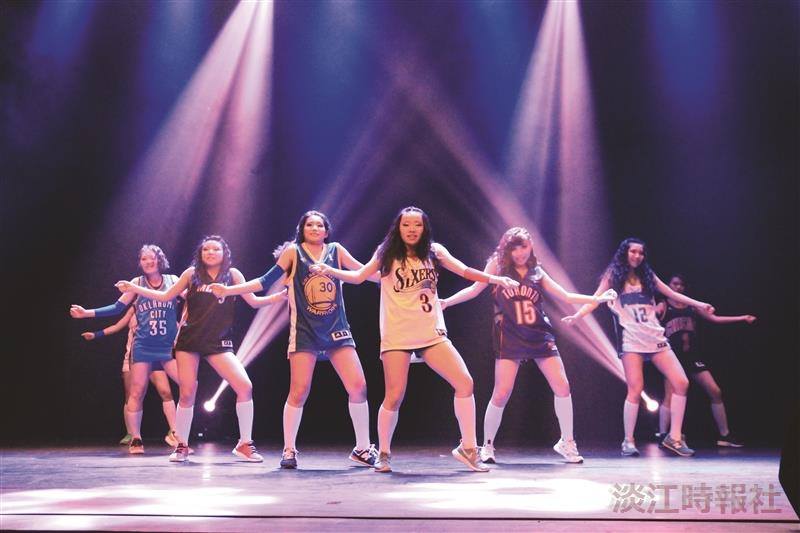 OKLAHOMA
CITY
35
30
WARRIORS
SIXERS
3
TORONTO
15
12
淡江時報社